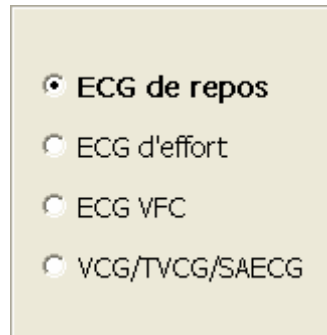 ECG de repos
ECG d'effort
ECG VFC
VCG/TVCG/SAECG